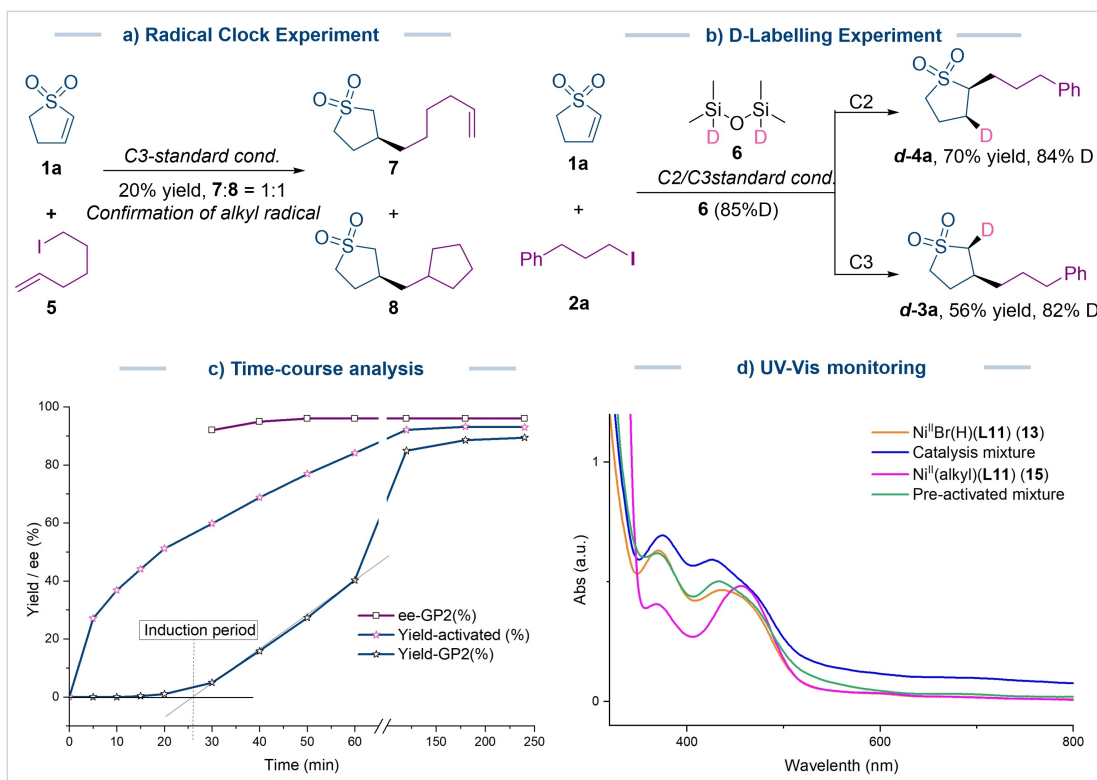 a) Radical Clock Experiment
O O
S
1a
+
I
5
C3-standard cond.
20% yield, 7:8 = 1:1
Confirmation of alkyl radical
O O
S
7
+
O O
S
8
b) D-Labelling Experiment
O O
S
1a
+
Ph
I
2a
Si Si
O
D D
6
C2/C3standard cond.
6 (85%D)
C2
C3
O O
S
Ph
D
d-4a, 70% yield, 84% D
O O
S
D
Ph
d-3a, 56% yield, 82% D
c) Time-course analysis
Yield / ee (%)
100
80
60
40
20
0
Induction period
ee-GP2(%)
Yield-activated (%)
Yield-GP2(%)
0 10 20 30 40 50 60 150 200 250
Time (min)
d) UV-Vis monitoring
Abs (a.u.)
1
0
NiᴵᴵBr(H)(L11) (13)
Catalysis mixture
Niᴵᴵ(alkyl)(L11) (15)
Pre-activated mixture
400 600 800
Wavelenth (nm)